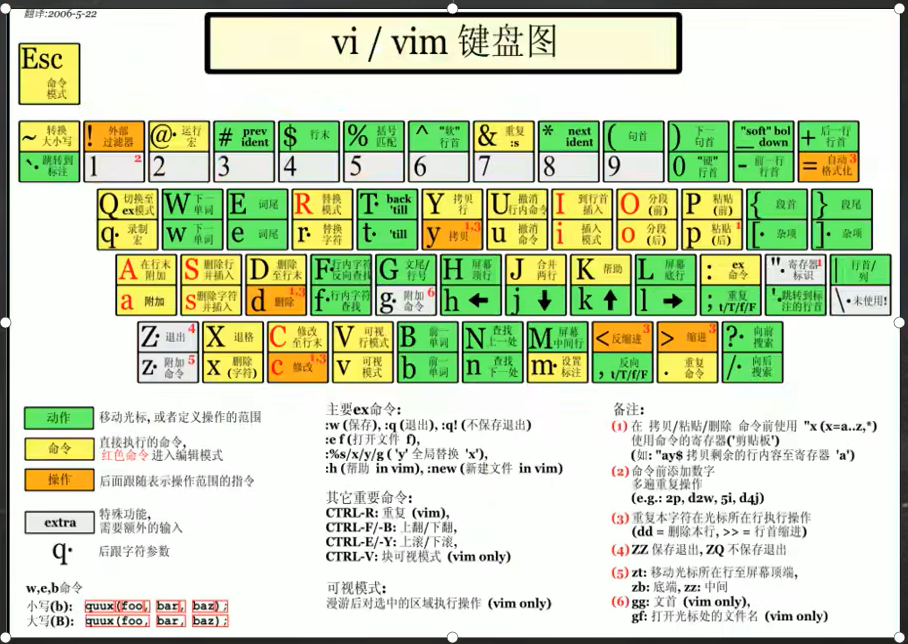 翻译:2006-5-22
vi / vim 键盘图
Esc 命令模式
~ 转换大小写 ! 外部过滤器 @· 运行宏 # prev ident $ 行末 % 括号匹配 ^ "软"行首 & 重复 :s * next ident ( 句首 ) 下一句首 _ "soft" bol down + 后一行行首
`· 跳转到标注 1 2 2 3 4 5 6 7 8 9 0 "硬"行首 - 前一行行首 = 自动格式化 3
Q 切换至ex模式 W 下一单词 E 词尾 R 替换模式 T· back 'till Y 拷贝行 U 撤消行内命令 I 到行首插入 O 分段(前) P 粘贴(前) { 段首 } 段尾
q· 录制宏 w 下一单词 e 词尾 r· 替换字符 t· 'till y 拷贝 1,3 u 撤消命令 i 插入模式 o 分段(后) p 粘贴(后) 1 [· 杂项 ]· 杂项
A 在行末附加 S 删除行并插入 D 删除至行末 F· 行内字符反向查找 G 文尾/行号 H 屏幕顶行 J 合并两行 K 帮助 L 屏幕底行 : ex 命令 "· 寄存器标识 1 | 行首/列
a 附加 s 删除字符并插入 d 删除 1,3 f· 行内字符查找 g· 附加命令 6 h ← j ↓ k ↑ l → ; 重复 t/T/f/F '· 跳转到标注的行首 \· 未使用!
Z· 退出 4 X 退格 C 修改至行末 V 可视行模式 B 前一单词 N 查找上一处 M 屏幕中间行 < 反缩进 3 > 缩进 3 ?· 向前搜索
z· 附加命令 5 x 删除(字符) c 修改 1,3 v 可视模式 b 前一单词 n 查找下一处 m· 设置标注 , 反向 t/T/f/F . 重复命令 /· 向后搜索
动作 移动光标, 或者定义操作的范围
命令 直接执行的命令,
红色命令 进入编辑模式
操作 后面跟随表示操作范围的指令
extra 特殊功能,
需要额外的输入
q· 后跟字符参数
w,e,b命令
小写(b): quux(foo, bar, baz);
大写(B): quux(foo, bar, baz);
主要ex命令:
:w (保存), :q (退出), :q! (不保存退出)
:e f (打开文件 f),
:%s/x/y/g ( 'y' 全局替换 'x'),
:h (帮助 in vim), :new (新建文件 in vim)
其它重要命令:
CTRL-R: 重复 (vim),
CTRL-F/-B: 上翻/下翻,
CTRL-E/-Y: 上滚/下滚,
CTRL-V: 块可视模式 (vim only)
可视模式:
漫游后对选中的区域执行操作 (vim only)
备注:
(1) 在 拷贝/粘贴/删除 命令前使用 "x (x=a..z,*)
使用命令的寄存器('剪贴板')
(如: "ay$ 拷贝剩余的行内容至寄存器 'a')
(2) 命令前添加数字
多遍重复操作
(e.g.: 2p, d2w, 5i, d4j)
(3) 重复本字符在光标所在行执行操作
(dd = 删除本行, >> = 行首缩进)
(4) ZZ 保存退出, ZQ 不保存退出
(5) zt: 移动光标所在行至屏幕顶端,
zb: 底端, zz: 中间
(6) gg: 文首 (vim only),
gf: 打开光标处的文件名 (vim only)